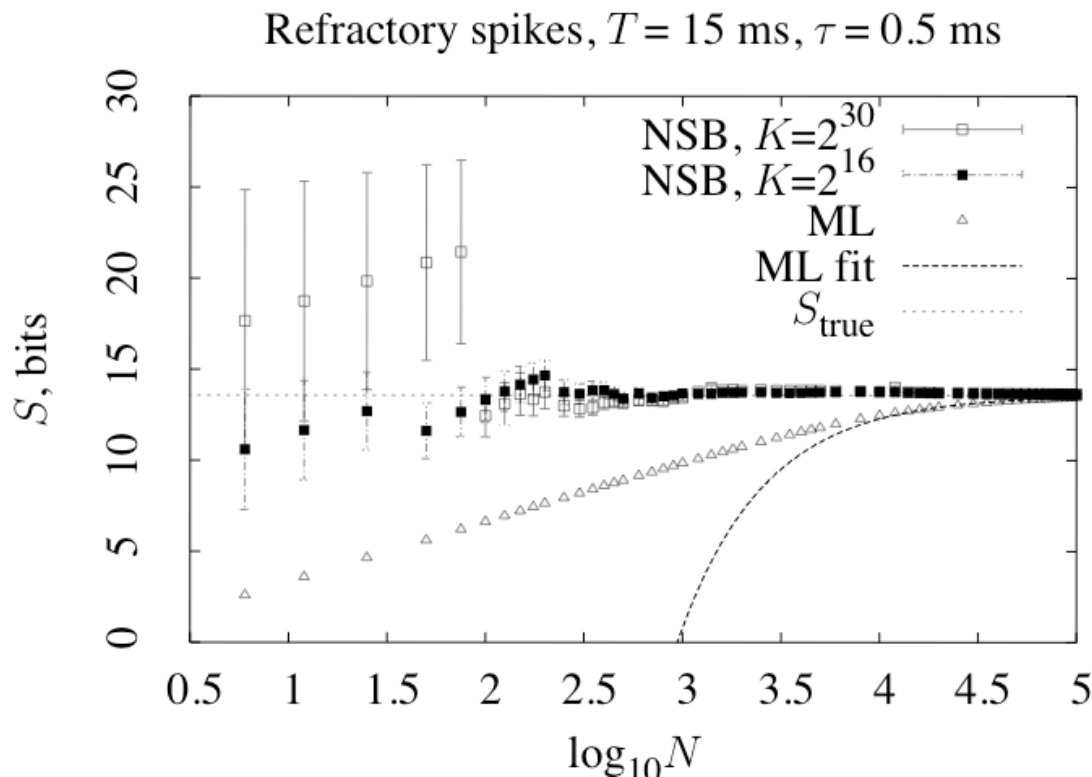 Refractory spikes, T = 15 ms, τ = 0.5 ms
30
25
20
15
10
5
0
S, bits
NSB, K=2^30
NSB, K=2^16
ML
ML fit
S_true
0.5 1 1.5 2 2.5 3 3.5 4 4.5 5
log_10 N